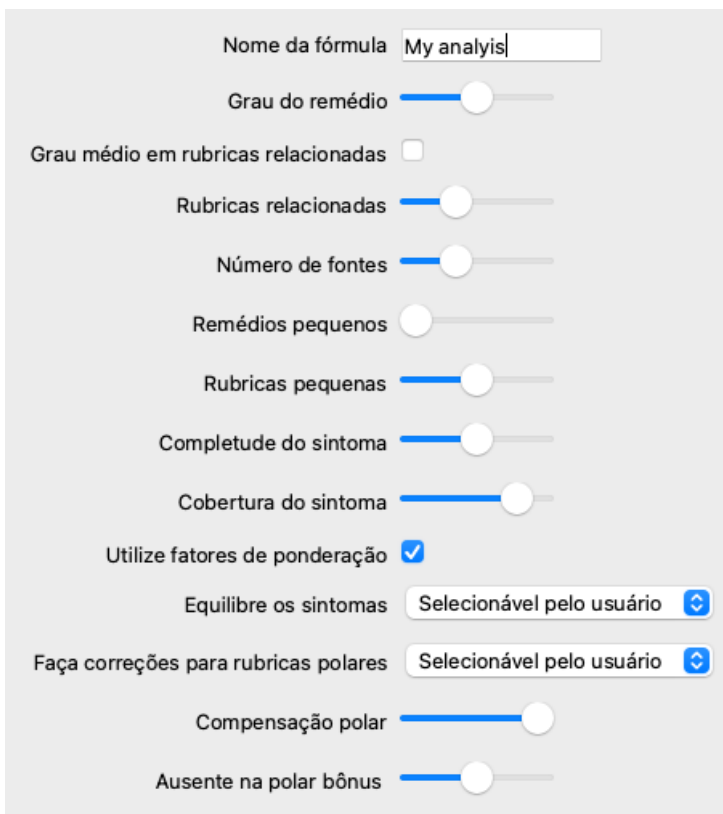 Nome da fórmula My analyis
Grau do remédio
Grau médio em rubricas relacionadas
Rubricas relacionadas
Número de fontes
Remédios pequenos
Rubricas pequenas
Completude do sintoma
Cobertura do sintoma
Utilize fatores de ponderação
Equilibre os sintomas Selecionável pelo usuário
Faça correções para rubricas polares Selecionável pelo usuário
Compensação polar
Ausente na polar bônus